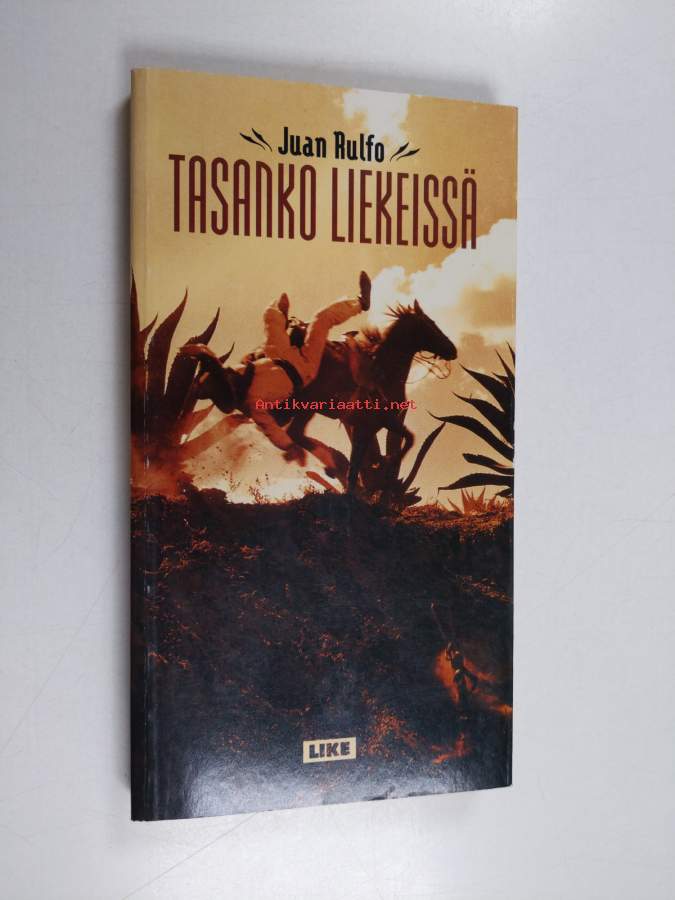 Juan Rulfo
TASANKO LIEKEISSÄ
Antikvariaatti.net
LIKE